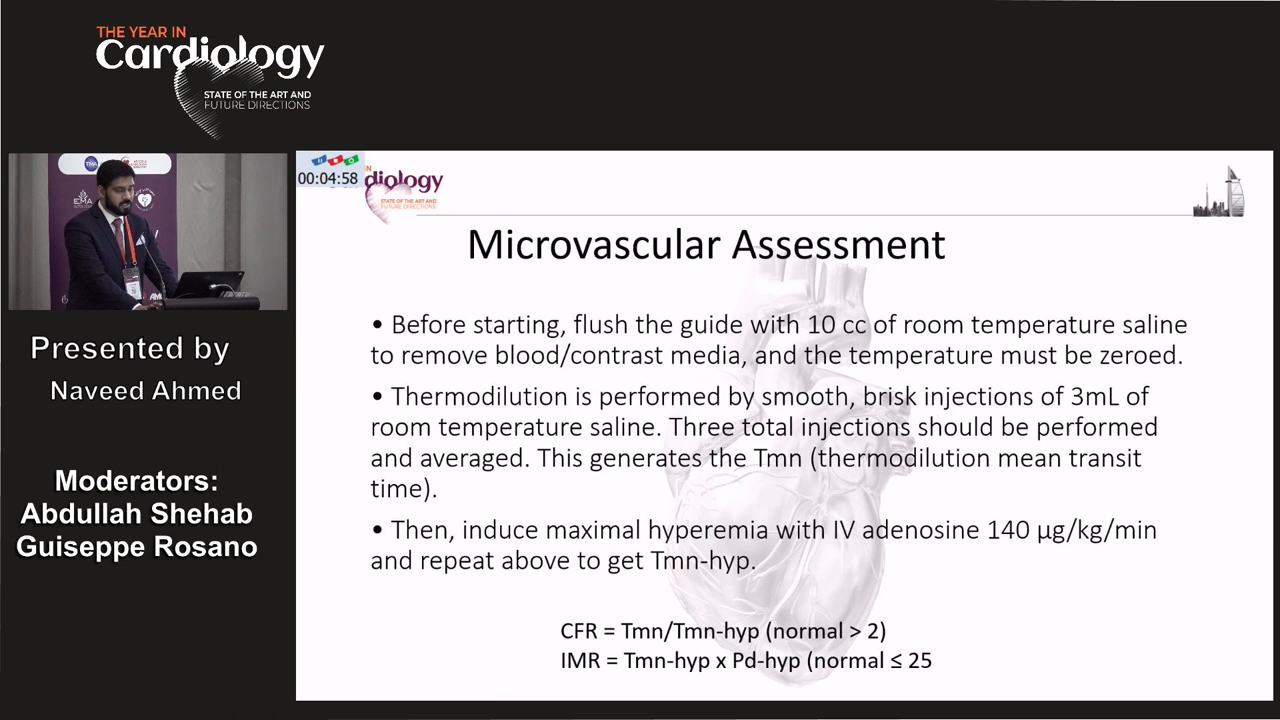 THE YEAR IN
Cardiology
STATE OF THE ART AND
FUTURE DIRECTIONS
TMA
EMA
Presented by
Naveed Ahmed
Moderators:
Abdullah Shehab
Guiseppe Rosano
00:04:58
diology
STATE OF THE ART AND
FUTURE DIRECTIONS
Microvascular Assessment
• Before starting, flush the guide with 10 cc of room temperature saline
to remove blood/contrast media, and the temperature must be zeroed.
• Thermodilution is performed by smooth, brisk injections of 3mL of
room temperature saline. Three total injections should be performed
and averaged. This generates the Tmn (thermodilution mean transit
time).
• Then, induce maximal hyperemia with IV adenosine 140 µg/kg/min
and repeat above to get Tmn-hyp.
CFR = Tmn/Tmn-hyp (normal > 2)
IMR = Tmn-hyp x Pd-hyp (normal ≤ 25